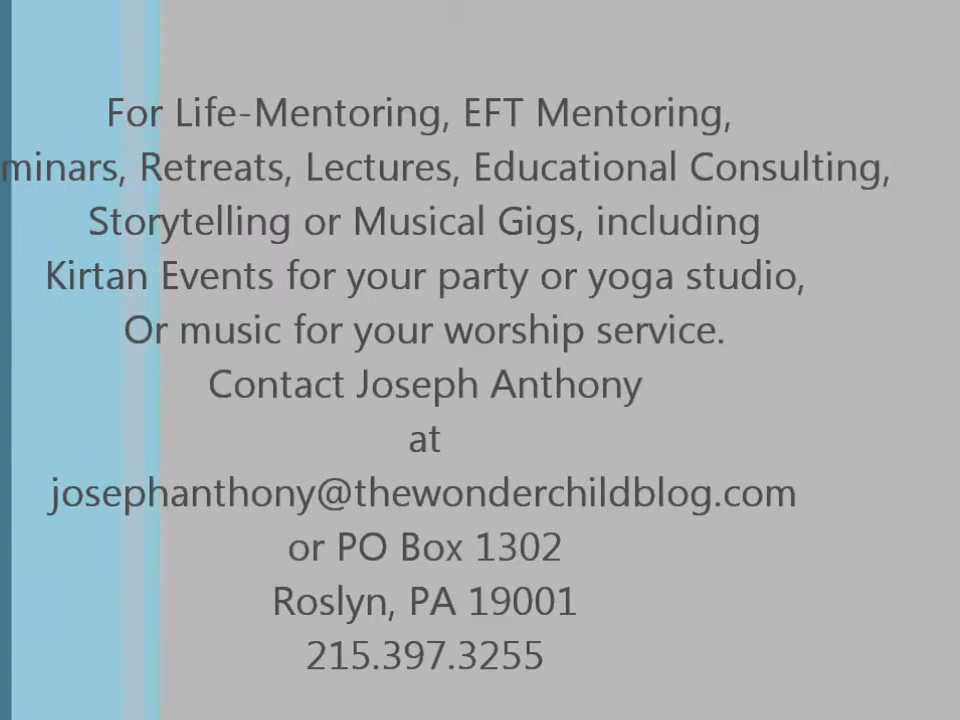 For Life-Mentoring, EFT Mentoring,
minars, Retreats, Lectures, Educational Consulting,
Storytelling or Musical Gigs, including
Kirtan Events for your party or yoga studio,
Or music for your worship service.
Contact Joseph Anthony
at
josephanthony@thewonderchildblog.com
or PO Box 1302
Roslyn, PA 19001
215.397.3255